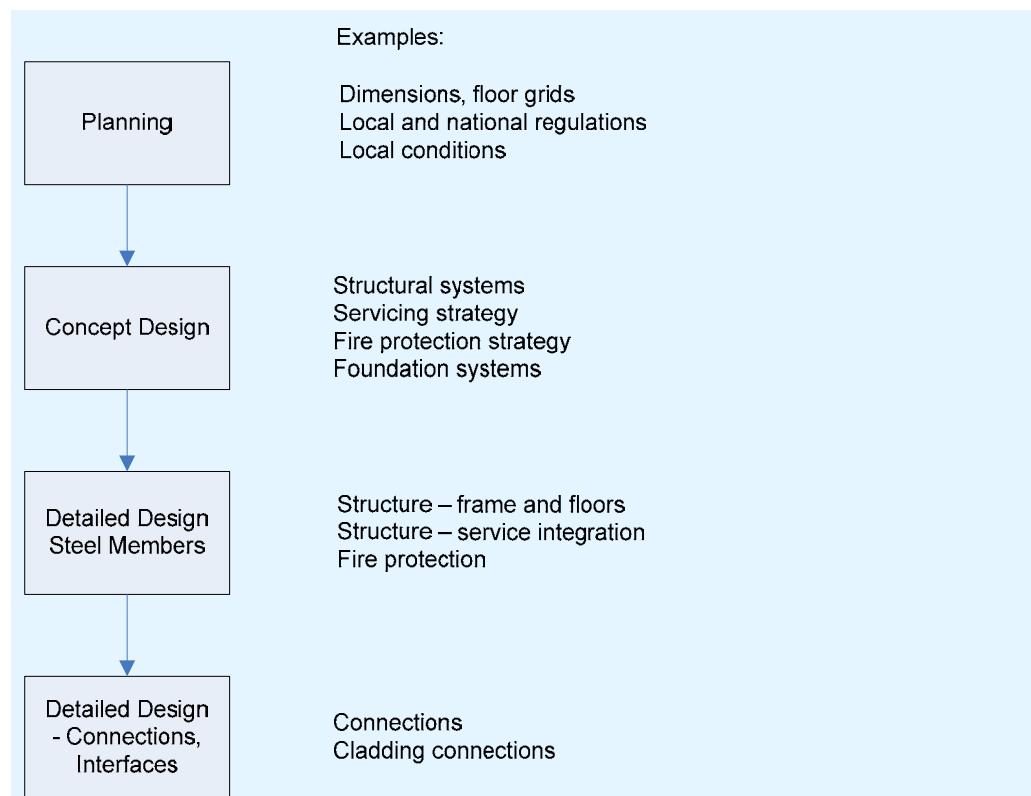 Examples:
Planning
Dimensions, floor grids
Local and national regulations
Local conditions
Concept Design
Structural systems
Servicing strategy
Fire protection strategy
Foundation systems
Detailed Design
Steel Members
Structure – frame and floors
Structure – service integration
Fire protection
Detailed Design
- Connections,
Interfaces
Connections
Cladding connections